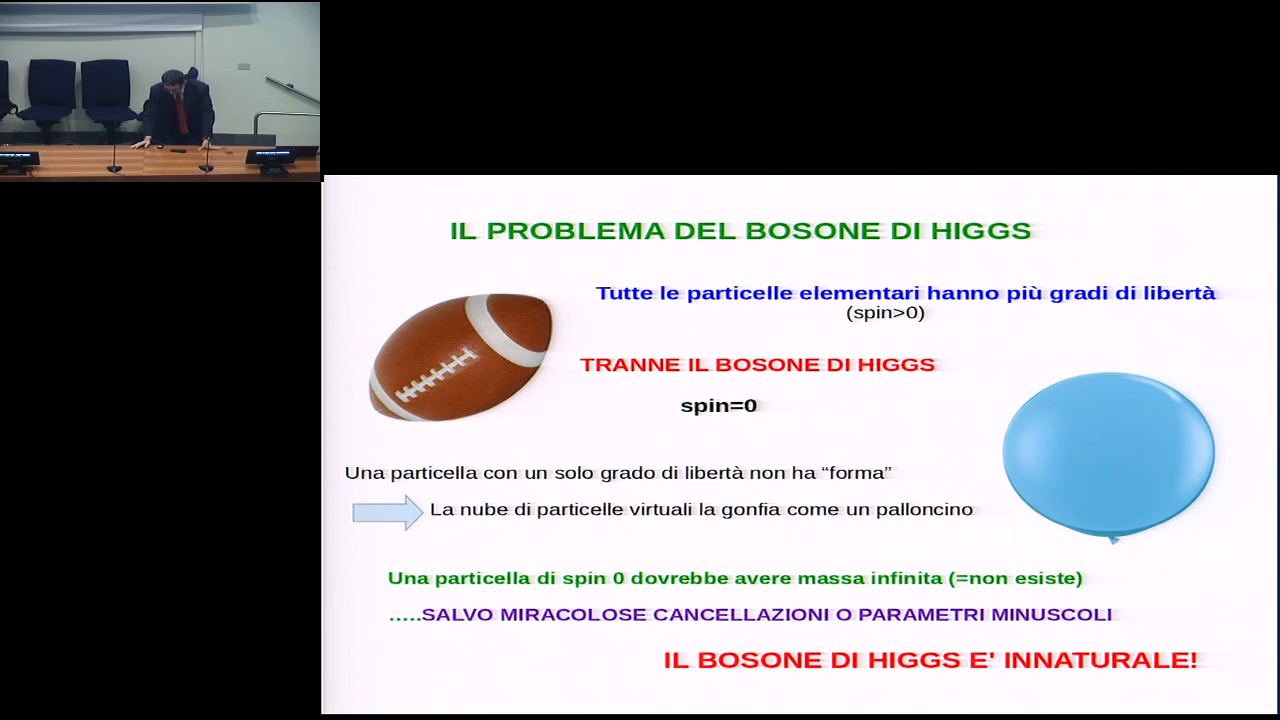 IL PROBLEMA DEL BOSONE DI HIGGS
Tutte le particelle elementari hanno più gradi di libertà
(spin>0)
TRANNE IL BOSONE DI HIGGS
spin=0
Una particella con un solo grado di libertà non ha “forma”
La nube di particelle virtuali la gonfia come un palloncino
Una particella di spin 0 dovrebbe avere massa infinita (=non esiste)
.....SALVO MIRACOLOSE CANCELLAZIONI O PARAMETRI MINUSCOLI
IL BOSONE DI HIGGS E' INNATURALE!